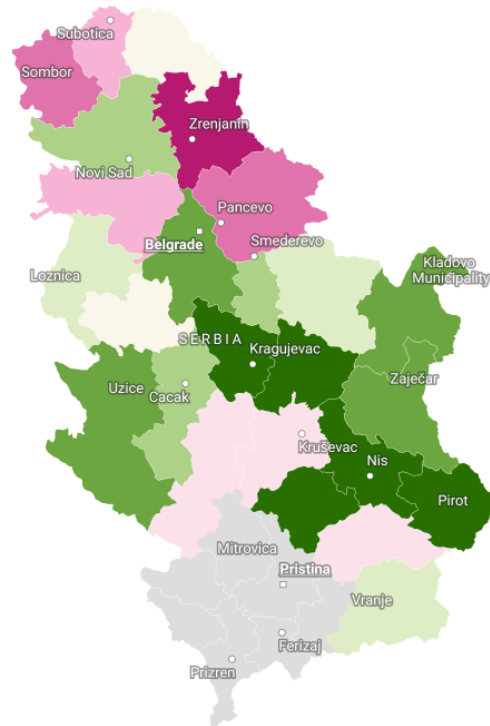 Subotica
Sombor
Zrenjanin
Novi Sad
Pancevo
Belgrade
Smederevo
Kladovo
Municipality
Loznica
SERBIA
Kragujevac
Zaječar
Uzice
Cacak
Kruševac
Nis
Pirot
Mitrovica
Pristina
Vranje
Ferizaj
Prizren